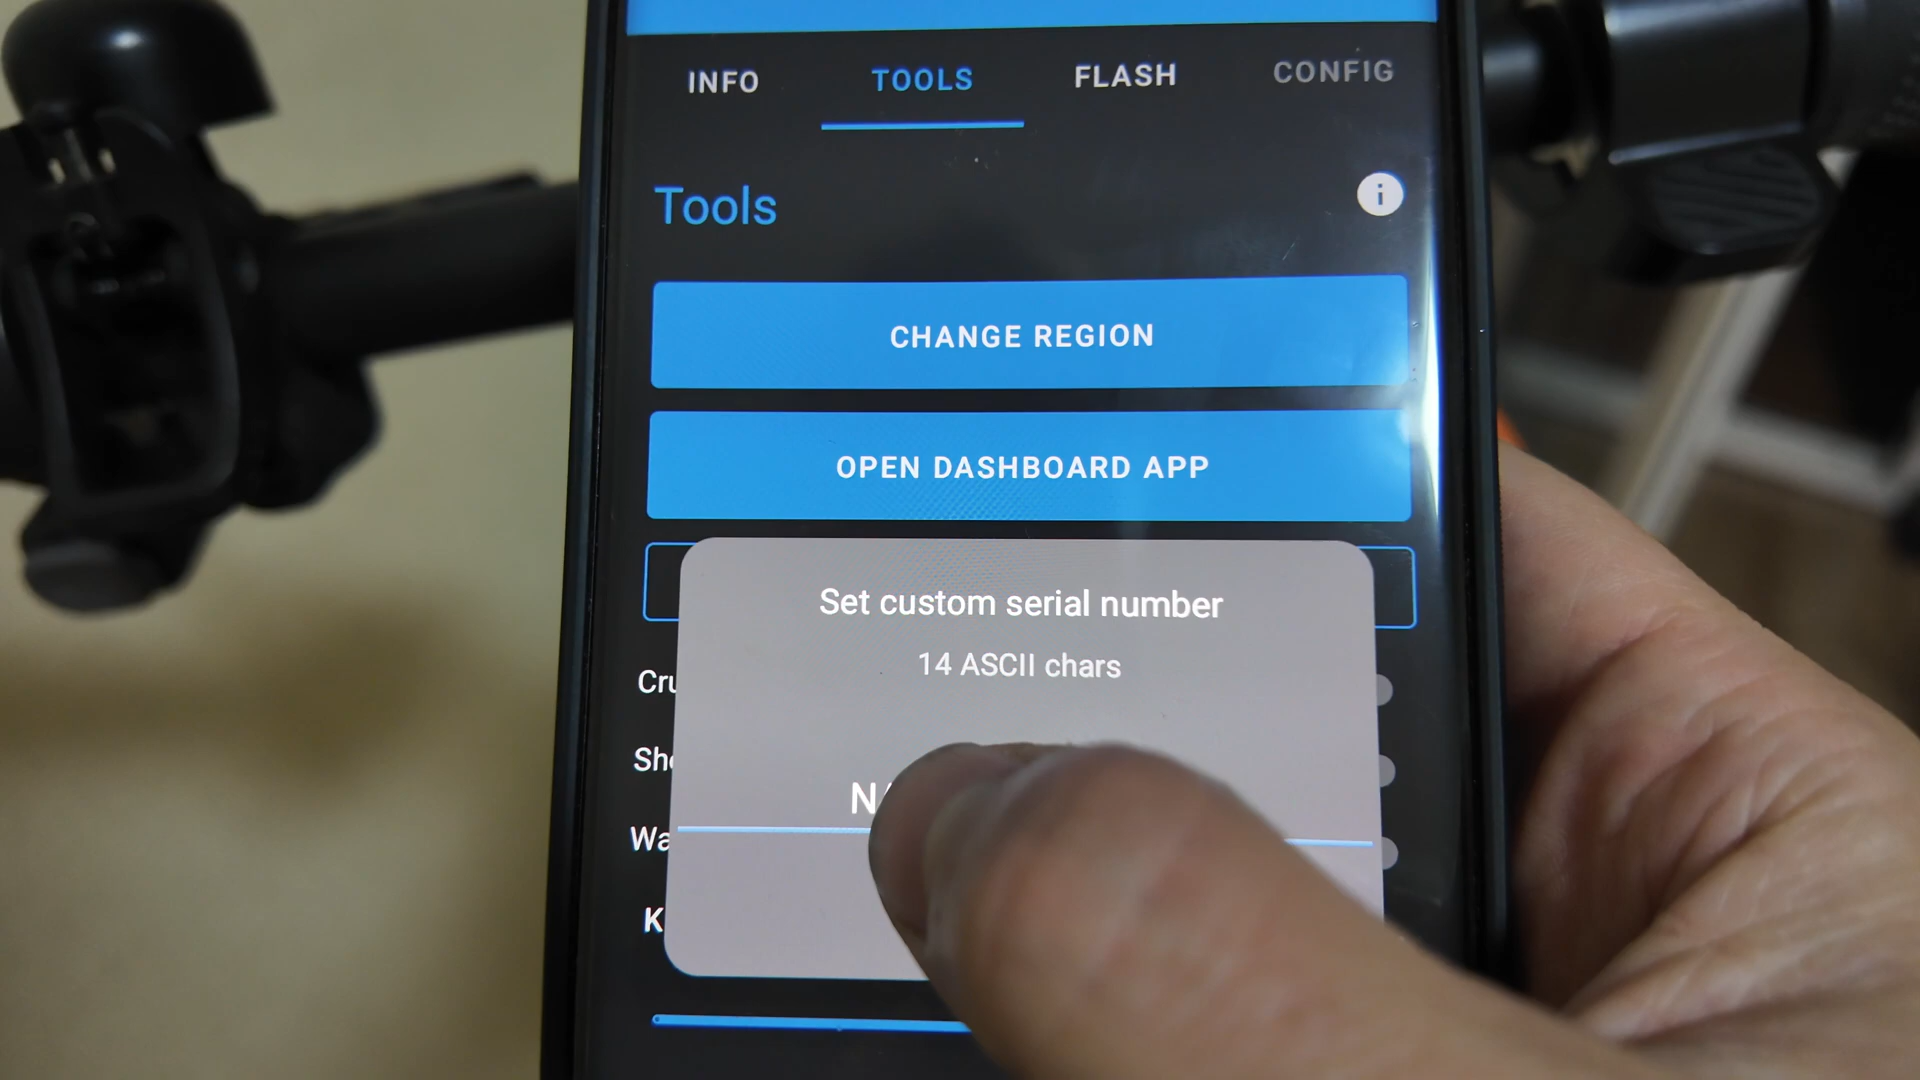 INFO TOOLS FLASH CONFIG
Tools
i
CHANGE REGION
OPEN DASHBOARD APP
Set custom serial number
14 ASCII chars